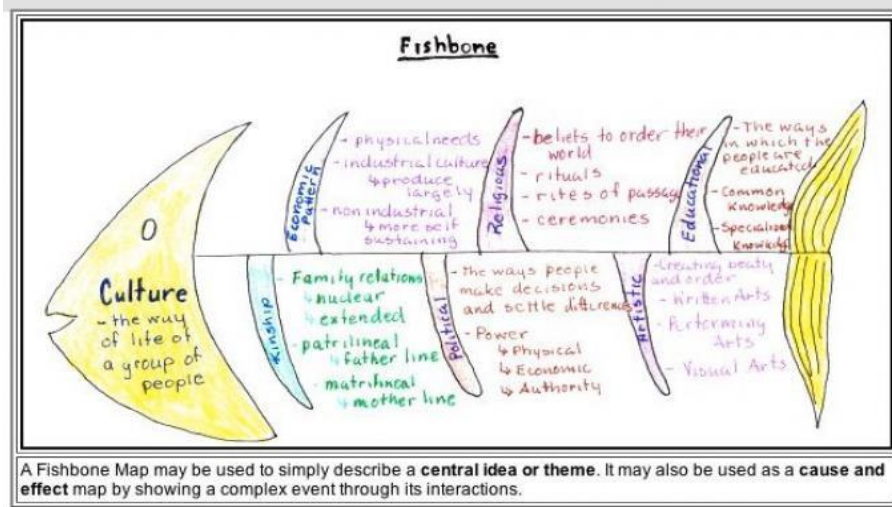 Fishbone
Culture
- the way
of life of
a group of
people
Economic
Pattern
- physical needs
- industrial culture
↳ produce
largely
- non industrial
↳ more self
sustaining
Religious
- beliefs to order their
world
- rituals
- rites of passage
- ceremonies
Educational
- The ways
in which the
people are
educated
- Common
Knowledge
- Specialized
Knowledge
Kinship
- Family relations
↳ nuclear
↳ extended
- patrilineal
↳ father line
- matrilineal
↳ mother line
Political
- The ways people
make decisions
and settle differences
- Power
↳ Physical
↳ Economic
↳ Authority
Artistic
- Creating beaty
and order
- Written Arts
- Performing
Arts
- Visual Arts
A Fishbone Map may be used to simply describe a central idea or theme. It may also be used as a cause and
effect map by showing a complex event through its interactions.